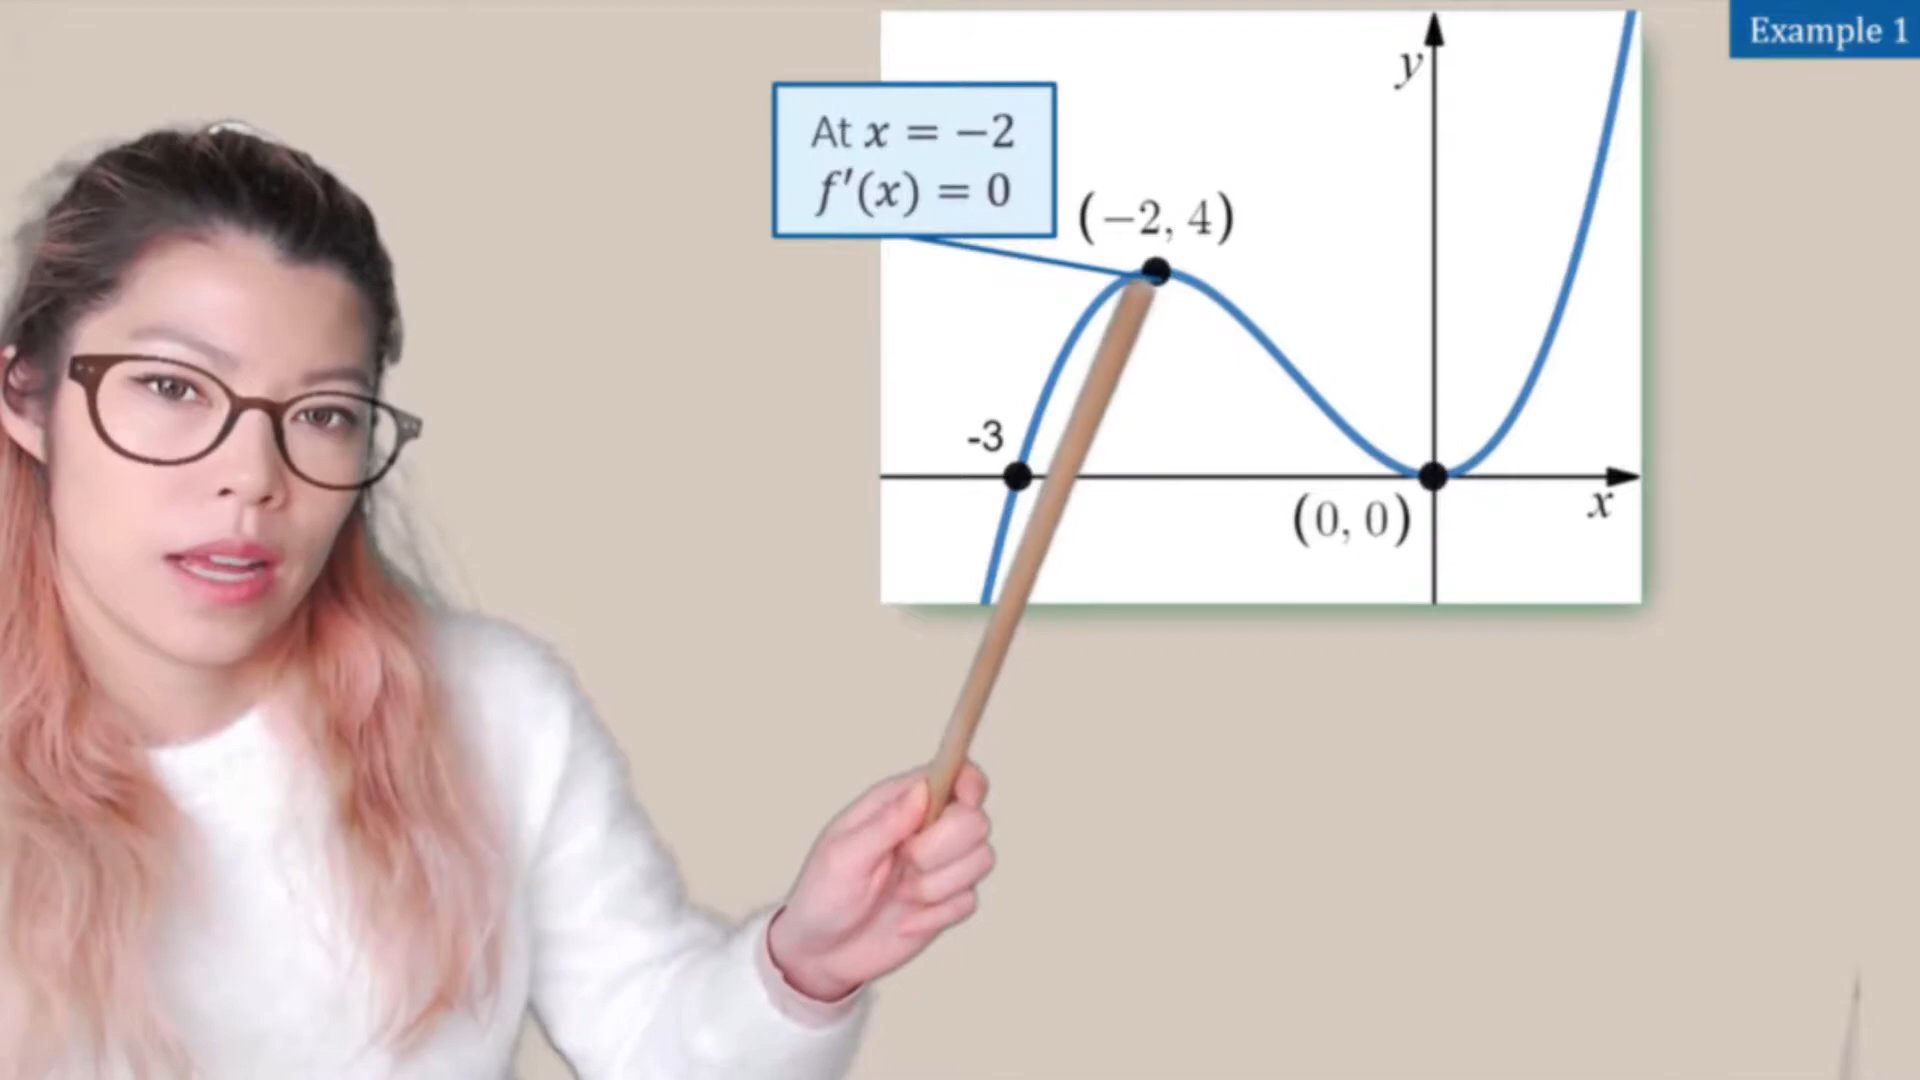 Example 1
y
At x = −2
f′(x) = 0
(−2, 4)
-3
(0, 0)
x